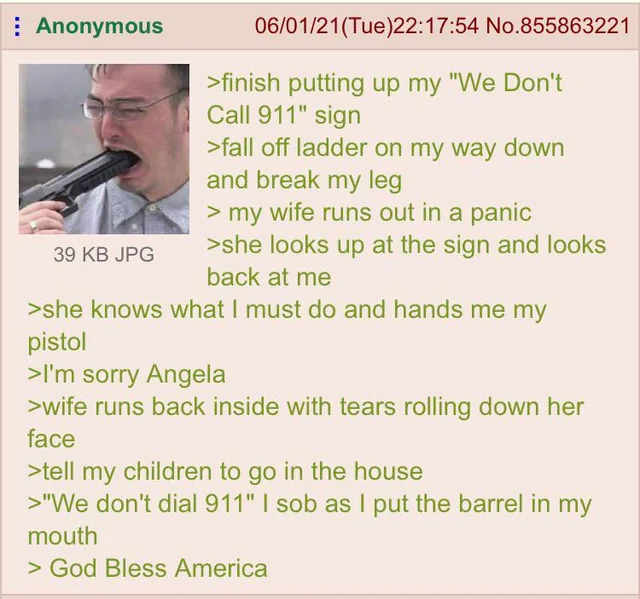 Anonymous 06/01/21(Tue)22:17:54 No.855863221
>finish putting up my "We Don't
Call 911" sign
>fall off ladder on my way down
and break my leg
> my wife runs out in a panic
>she looks up at the sign and looks
back at me
39 KB JPG
>she knows what I must do and hands me my
pistol
>I'm sorry Angela
>wife runs back inside with tears rolling down her
face
>tell my children to go in the house
>"We don't dial 911" I sob as I put the barrel in my
mouth
> God Bless America